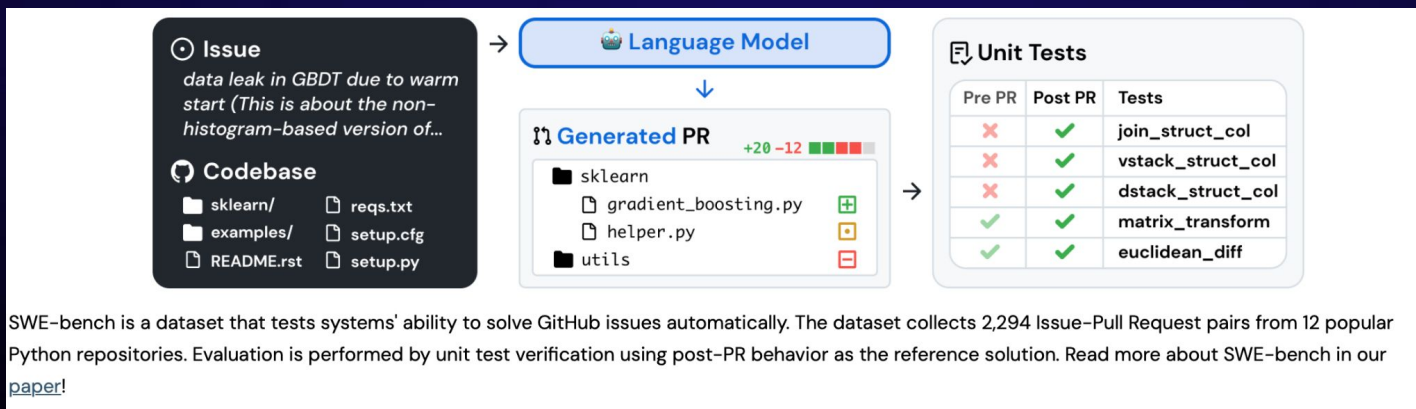 Issue
data leak in GBDT due to warm
start (This is about the non-
histogram-based version of...
Codebase
sklearn/
reqs.txt
examples/
setup.cfg
README.rst
setup.py
Language Model
Generated PR
+20 -12
sklearn
gradient_boosting.py
helper.py
utils
Unit Tests
Pre PR Post PR Tests
join_struct_col
vstack_struct_col
dstack_struct_col
matrix_transform
euclidean_diff
SWE-bench is a dataset that tests systems' ability to solve GitHub issues automatically. The dataset collects 2,294 Issue-Pull Request pairs from 12 popular
Python repositories. Evaluation is performed by unit test verification using post-PR behavior as the reference solution. Read more about SWE-bench in our
paper!